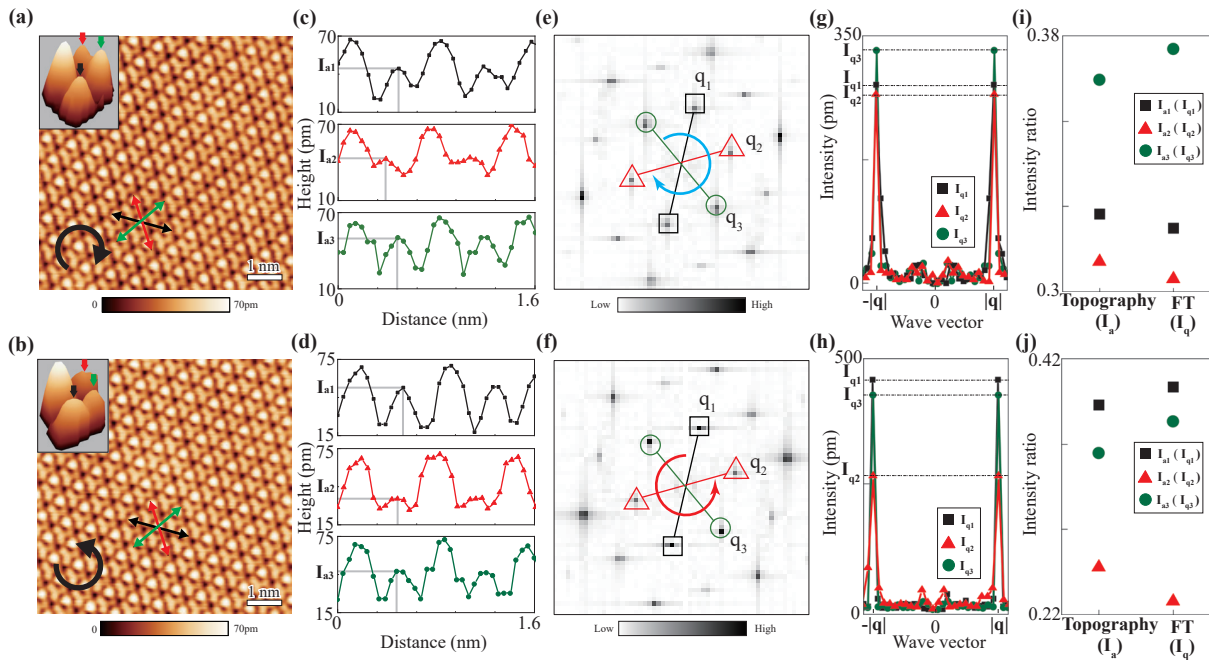 (a)
1 nm
0
70pm
(b)
1 nm
0
70pm
(c)
70
Ia1
10
70
Ia2
10
70
Ia3
10
Height (pm)
0
1.6
Distance (nm)
(d)
75
Ia1
15
75
Ia2
15
75
Ia3
15
Height (pm)
0
1.6
Distance (nm)
(e)
q1
q2
q3
Low
High
(f)
q1
q2
q3
Low
High
(g)
350
Iq3
Iq1
Iq2
Intensity (pm)
Iq1
Iq2
Iq3
0
-|q|
0
|q|
Wave vector
(h)
500
Iq1
Iq3
Iq2
Intensity (pm)
Iq1
Iq2
Iq3
0
-|q|
0
|q|
Wave vector
(i)
0.38
Intensity ratio
Ia1 (Iq1)
Ia2 (Iq2)
Ia3 (Iq3)
0.3
Topography
(Ia)
FT
(Iq)
(j)
0.42
Intensity ratio
Ia1 (Iq1)
Ia2 (Iq2)
Ia3 (Iq3)
0.22
Topography
(Ia)
FT
(Iq)